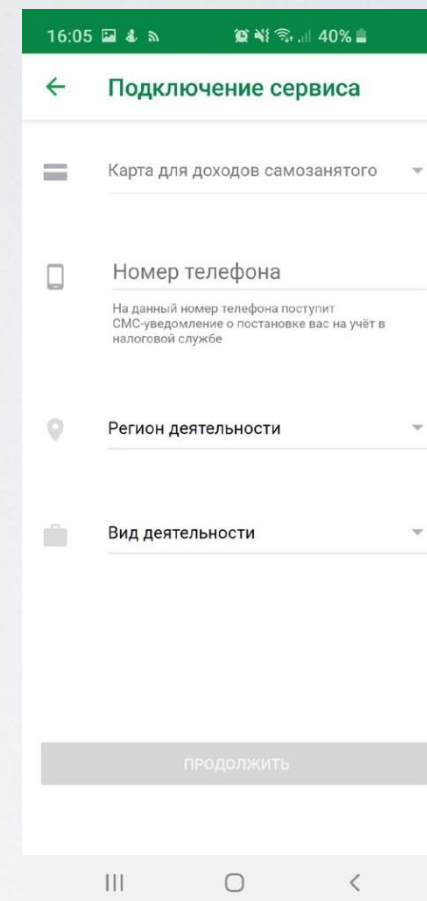 16:05 40%
Подключение сервиса
Карта для доходов самозанятого
Номер телефона
На данный номер телефона поступит
СМС-уведомление о постановке вас на учёт в
налоговой службе
Регион деятельности
Вид деятельности
ПРОДОЛЖИТЬ